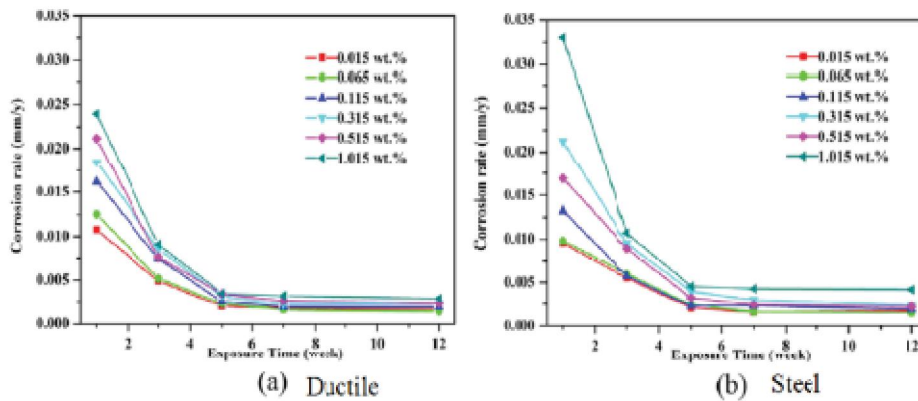 0.035
0.030
0.025
0.020
0.015
0.010
0.005
0.000
Corrosion rate (mm/y)
0.015 wt.%
0.065 wt.%
0.115 wt.%
0.315 wt.%
0.515 wt.%
1.015 wt.%
2 4 6 8 10 12
Exposure Time (week)
(a) Ductile
0.035
0.030
0.025
0.020
0.015
0.010
0.005
0.000
Corrosion rate (mm/y)
0.015 wt.%
0.065 wt.%
0.115 wt.%
0.315 wt.%
0.515 wt.%
1.015 wt.%
2 4 6 8 10 12
Exposure Time (week)
(b) Steel